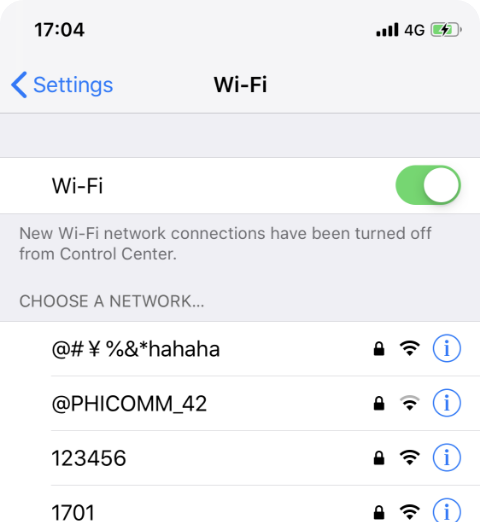 17:04 4G
Settings Wi-Fi
Wi-Fi
New Wi-Fi network connections have been turned off
from Control Center.
CHOOSE A NETWORK...
@#￥%&*hahaha
@PHICOMM_42
123456
1701